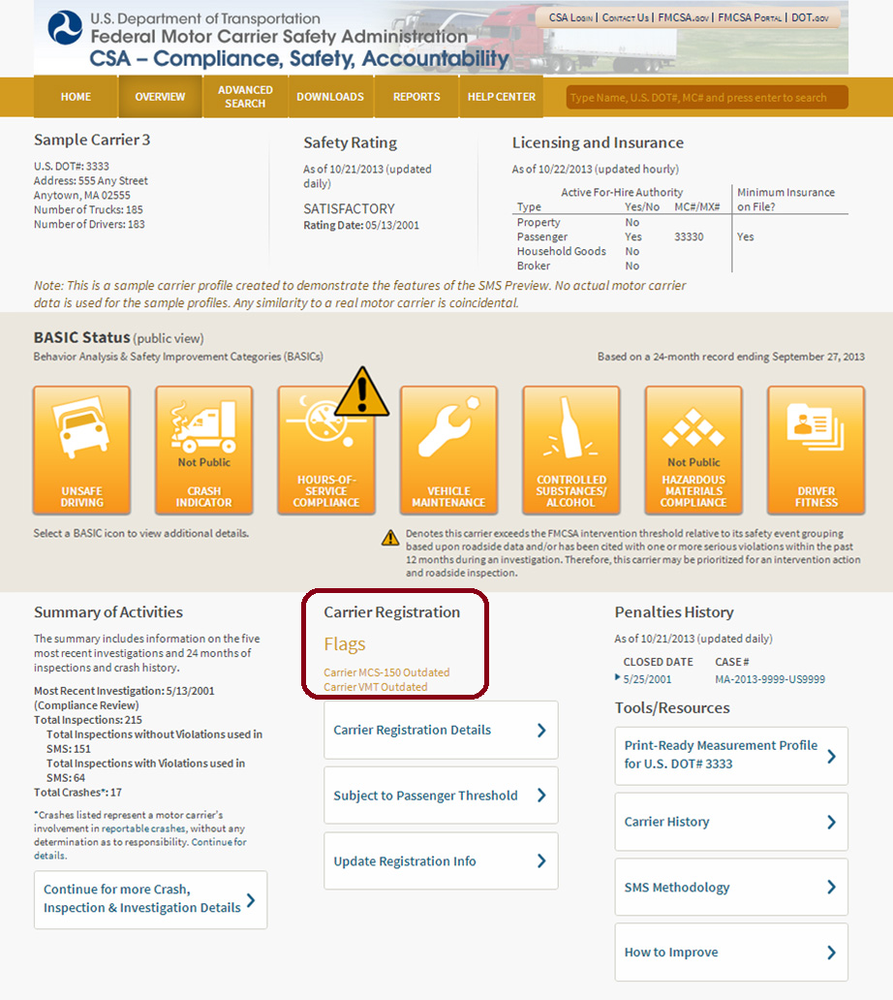 U.S. Department of Transportation
Federal Motor Carrier Safety Administration
CSA – Compliance, Safety, Accountability
CSA Login | Contact Us | FMCSA.gov | FMCSA Portal | DOT.gov
HOME
OVERVIEW
ADVANCED
SEARCH
DOWNLOADS
REPORTS
HELP CENTER
Type Name, U.S. DOT#, MC# and press enter to search
Sample Carrier 3
U.S. DOT#: 3333
Address: 555 Any Street
Anytown, MA 02555
Number of Trucks: 185
Number of Drivers: 183
Safety Rating
As of 10/21/2013 (updated
daily)
SATISFACTORY
Rating Date: 05/13/2001
Licensing and Insurance
As of 10/22/2013 (updated hourly)
Active For-Hire Authority Minimum Insurance
Type Yes/No MC#/MX# on File?
Property No
Passenger Yes 33330 Yes
Household Goods No
Broker No
Note: This is a sample carrier profile created to demonstrate the features of the SMS Preview. No actual motor carrier
data is used for the sample profiles. Any similarity to a real motor carrier is coincidental.
BASIC Status (public view)
Behavior Analysis & Safety Improvement Categories (BASICs)
Based on a 24-month record ending September 27, 2013
UNSAFE
DRIVING
Not Public
CRASH
INDICATOR
HOURS-OF-
SERVICE
COMPLIANCE
VEHICLE
MAINTENANCE
CONTROLLED
SUBSTANCES/
ALCOHOL
Not Public
HAZARDOUS
MATERIALS
COMPLIANCE
DRIVER
FITNESS
Select a BASIC icon to view additional details.
Denotes this carrier exceeds the FMCSA intervention threshold relative to its safety event grouping
based upon roadside data and/or has been cited with one or more serious violations within the past
12 months during an investigation. Therefore, this carrier may be prioritized for an intervention action
and roadside inspection.
Summary of Activities
The summary includes information on the five
most recent investigations and 24 months of
inspections and crash history.
Most Recent Investigation: 5/13/2001
(Compliance Review)
Total Inspections: 215
Total Inspections without Violations used in
SMS: 151
Total Inspections with Violations used in
SMS: 64
Total Crashes*: 17
*Crashes listed represent a motor carrier's
involvement in reportable crashes, without any
determination as to responsibility. Continue for
details.
Continue for more Crash,
Inspection & Investigation Details
Carrier Registration
Flags
Carrier MCS-150 Outdated
Carrier VMT Outdated
Carrier Registration Details
Subject to Passenger Threshold
Update Registration Info
Penalties History
As of 10/21/2013 (updated daily)
CLOSED DATE CASE #
5/25/2001 MA-2013-9999-US9999
Tools/Resources
Print-Ready Measurement Profile
for U.S. DOT# 3333
Carrier History
SMS Methodology
How to Improve